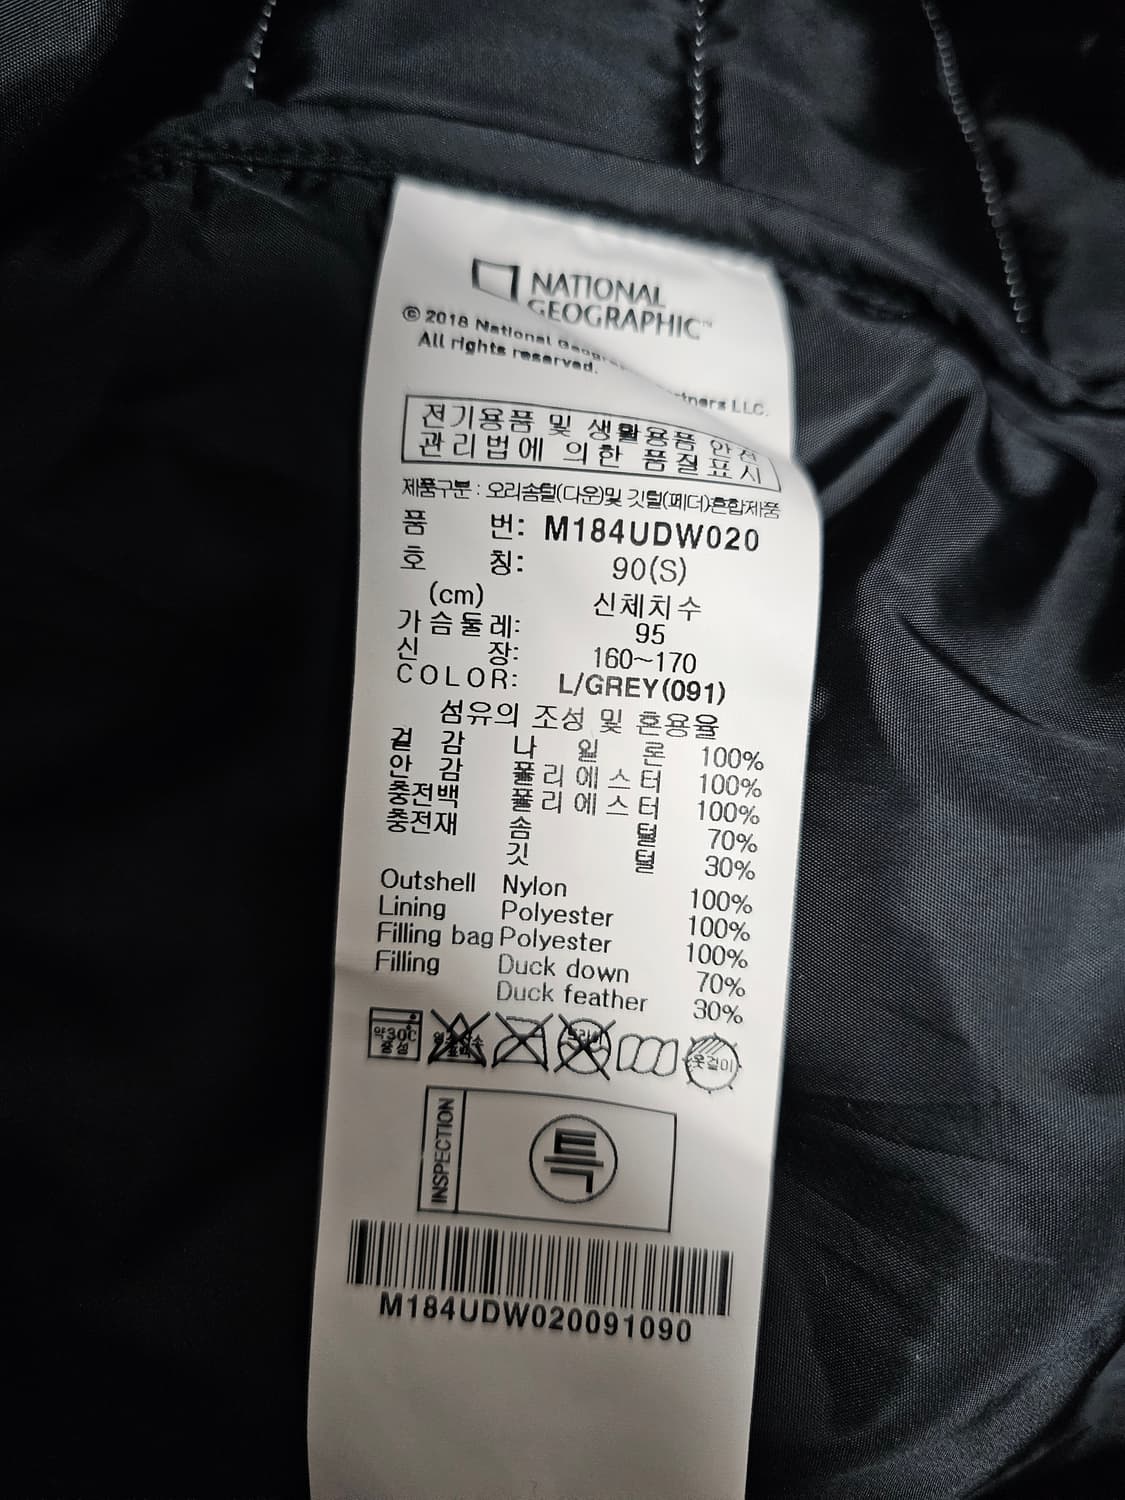 NATIONAL
GEOGRAPHIC™
© 2018 National Geogra rtners LLC.
All rights reserved.
전기용품 및 생활용품 안전
관리법에 의한 품질표시
제품구분 : 오리솜털(다운)및 깃털(페더)혼합제품
품 번: M184UDW020
호 칭: 90(S)
(cm) 신체치수
가슴둘레: 95
신 장: 160~170
COLOR: L/GREY(091)
섬유의 조성 및 혼용율
겉 감 나 일 론 100%
안 감 폴리에스터 100%
충전백 폴리에스터 100%
충전재 솜 털 70%
깃 털 30%
Outshell Nylon 100%
Lining Polyester 100%
Filling bag Polyester 100%
Filling Duck down 70%
Duck feather 30%
약30℃
중성
옷걸이
INSPECTION
특
M184UDW020091090